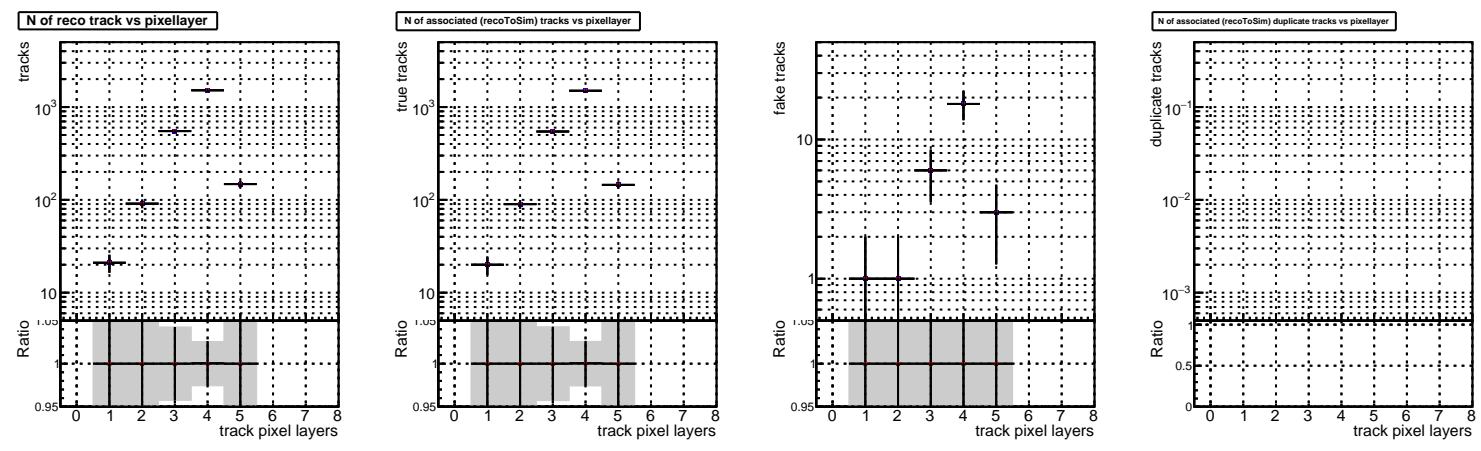 N of reco track vs pixellayer
tracks
10³
10²
10
Ratio
1.05
1
0.95
0 1 2 3 4 5 6 7 8
track pixel layers
N of associated (recoToSim) tracks vs pixellayer
true tracks
10³
10²
10
Ratio
1.05
1
0.95
0 1 2 3 4 5 6 7 8
track pixel layers
fake tracks
10
1
Ratio
1.05
1
0.95
0 1 2 3 4 5 6 7 8
track pixel layers
N of associated (recoToSim) duplicate tracks vs pixellayer
duplicate tracks
10⁻¹
10⁻²
10⁻³
Ratio
1
0.5
0
0 1 2 3 4 5 6 7 8
track pixel layers